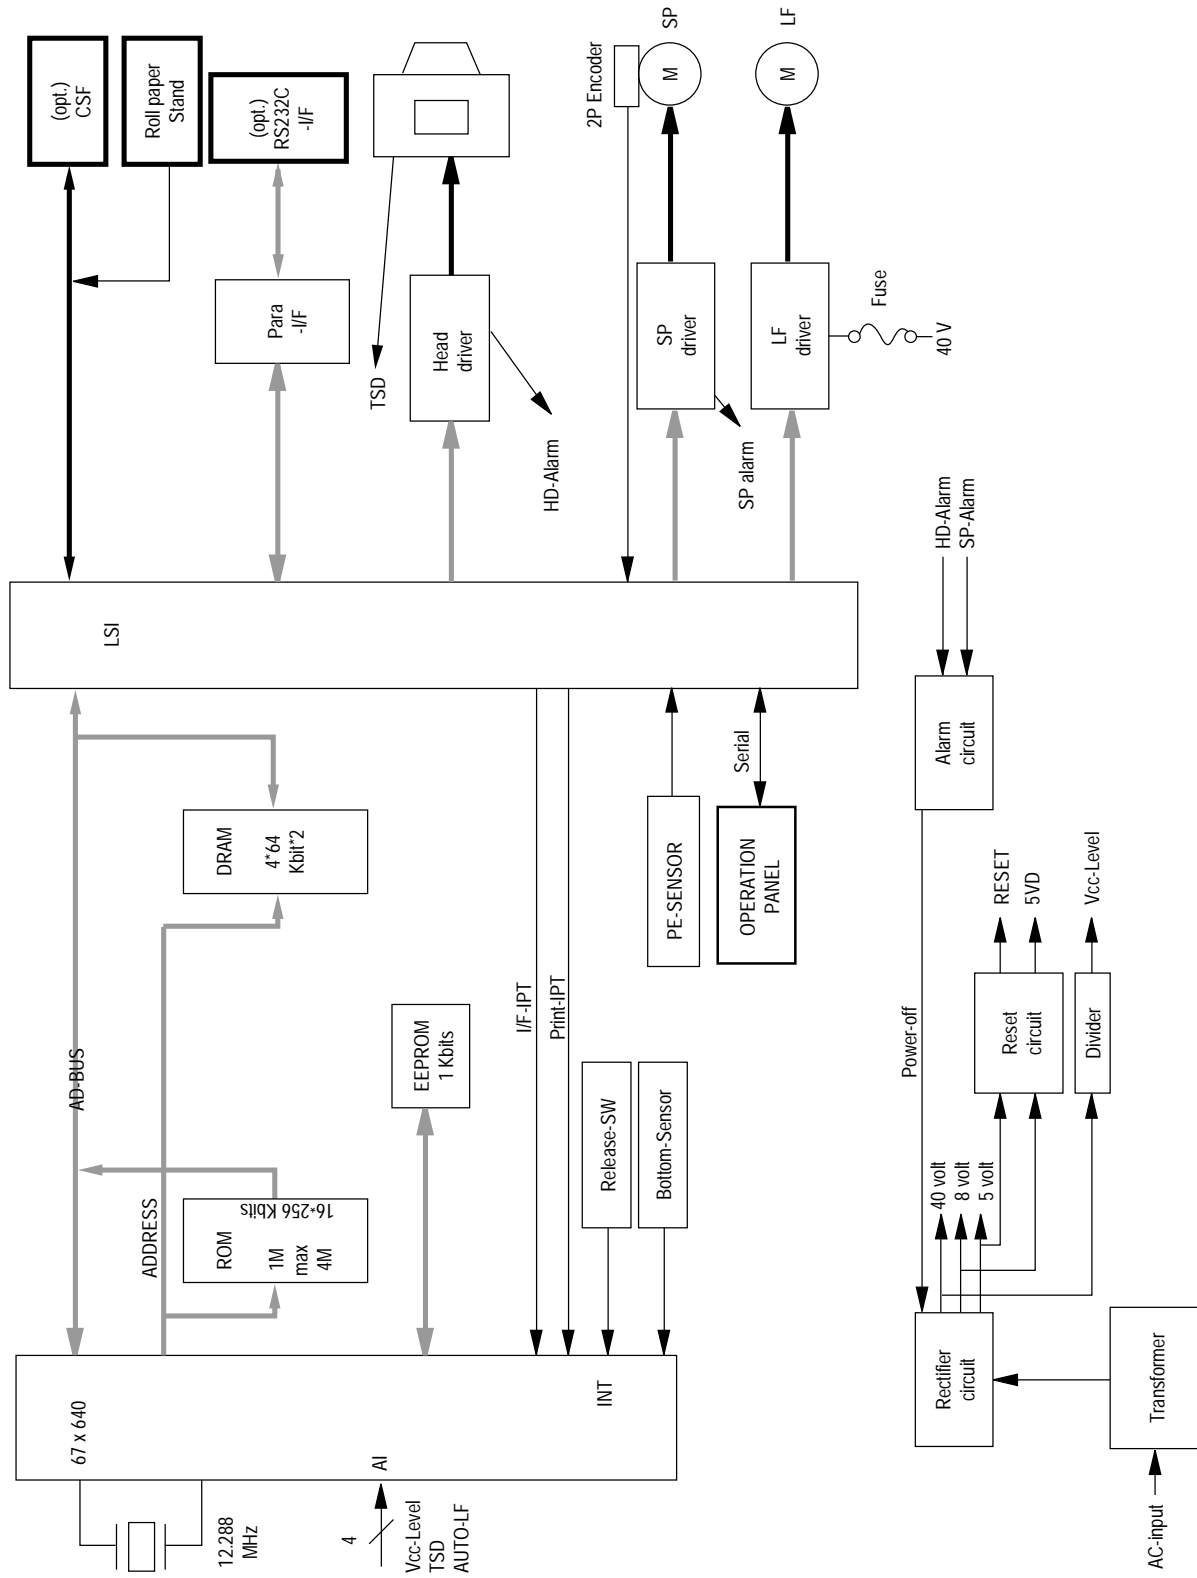 12.288
MHz
67 x 640
AI
INT
4
Vcc-Level
TSD
AUTO-LF
AD-BUS
ADDRESS
ROM
1M
max
4M
16*256 Kbits
DRAM
4*64
Kbit*2
EEPROM
1 Kbits
I/F-IPT
Print-IPT
Release-SW
Bottom-Sensor
PE-SENSOR
OPERATION
PANEL
Serial
LSI
(opt.)
CSF
Roll paper
Stand
(opt.)
RS232C
-I/F
Para
-I/F
TSD
Head
driver
HD-Alarm
2P Encoder
M
SP
SP
driver
SP alarm
M
LF
LF
driver
Fuse
40 V
AC-input
Transformer
Rectifier
circuit
40 volt
8 volt
5 volt
Power-off
Reset
circuit
RESET
5VD
Divider
Vcc-Level
Alarm
circuit
HD-Alarm
SP-Alarm